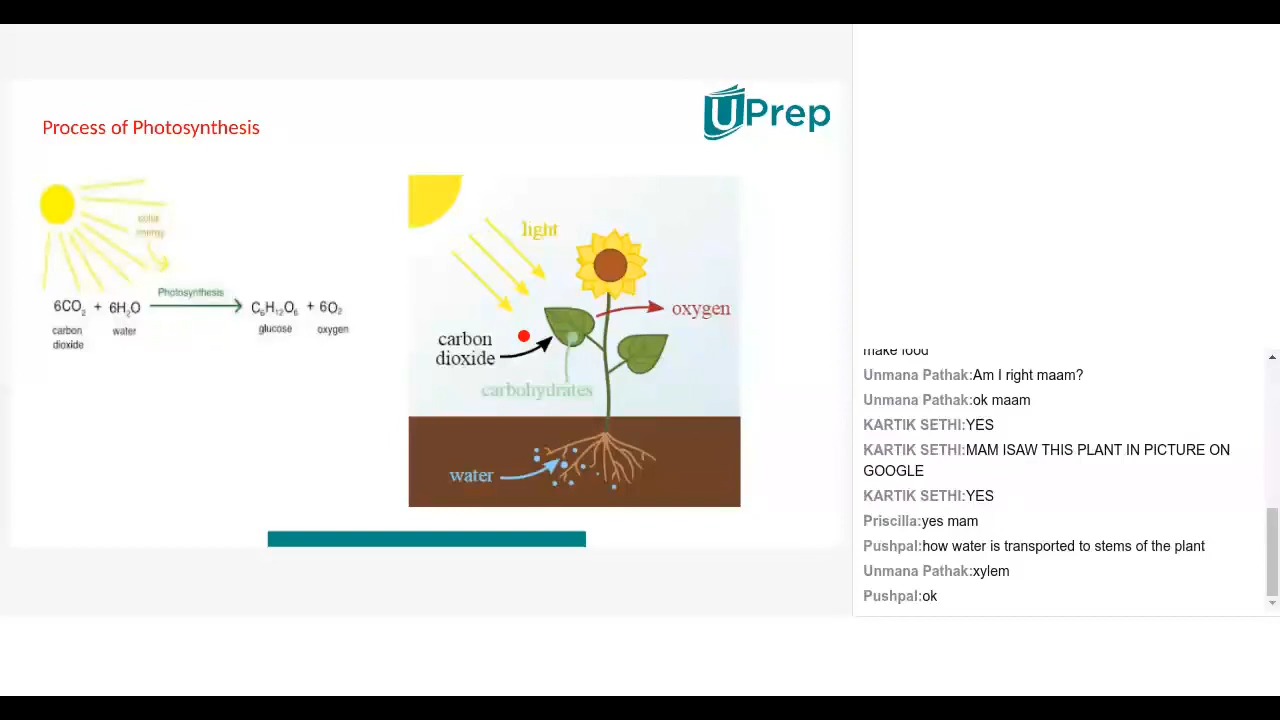 UPrep
Process of Photosynthesis
solar
energy
Photosynthesis
6CO2 + 6H2O → C6H12O6 + 6O2
carbon
dioxide
water
glucose
oxygen
light
oxygen
carbon
dioxide
carbohydrates
water
make food
Unmana Pathak:Am I right maam?
Unmana Pathak:ok maam
KARTIK SETHI:YES
KARTIK SETHI:MAM ISAW THIS PLANT IN PICTURE ON
GOOGLE
KARTIK SETHI:YES
Priscilla:yes mam
Pushpal:how water is transported to stems of the plant
Unmana Pathak:xylem
Pushpal:ok